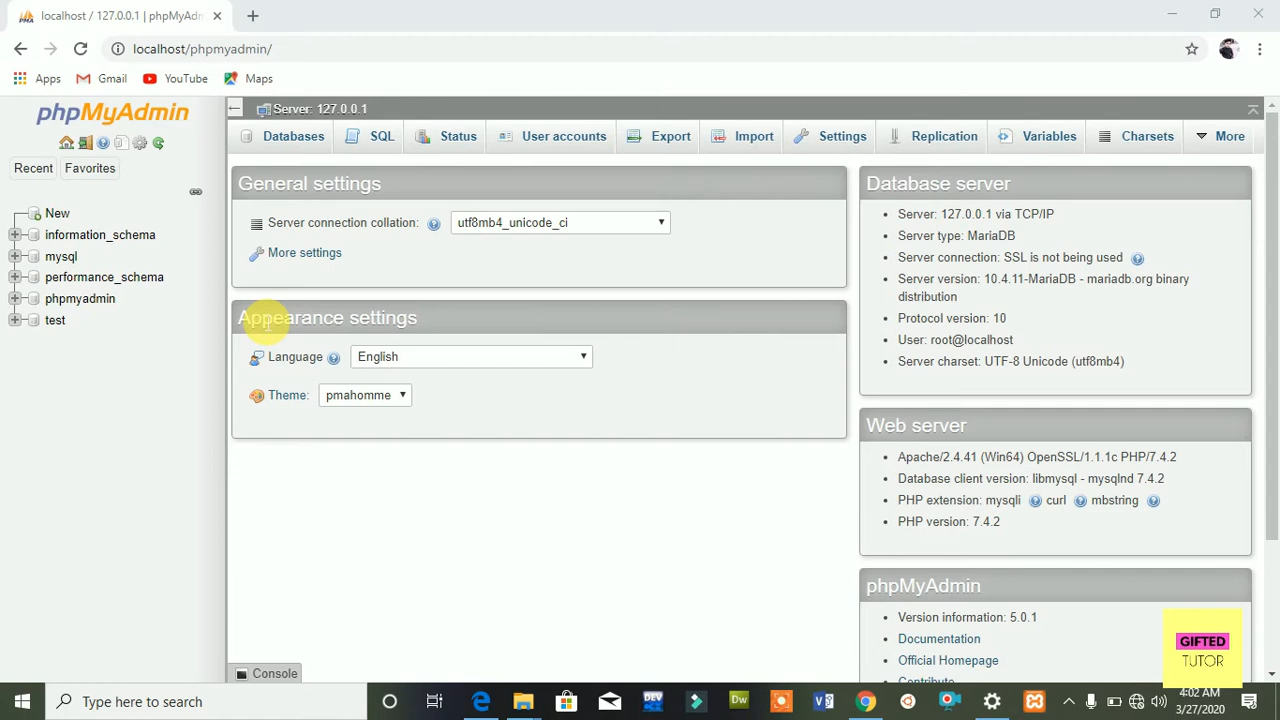 localhost / 127.0.0.1 | phpMyAdm
localhost/phpmyadmin/
Apps Gmail YouTube Maps
phpMyAdmin
Recent Favorites
New
information_schema
mysql
performance_schema
phpmyadmin
test
Server: 127.0.0.1
Databases SQL Status User accounts Export Import Settings Replication Variables Charsets More
General settings
Server connection collation: utf8mb4_unicode_ci
More settings
Appearance settings
Language English
Theme: pmahomme
Database server
Server: 127.0.0.1 via TCP/IP
Server type: MariaDB
Server connection: SSL is not being used
Server version: 10.4.11-MariaDB - mariadb.org binary
distribution
Protocol version: 10
User: root@localhost
Server charset: UTF-8 Unicode (utf8mb4)
Web server
Apache/2.4.41 (Win64) OpenSSL/1.1.1c PHP/7.4.2
Database client version: libmysql - mysqlnd 7.4.2
PHP extension: mysqli curl mbstring
PHP version: 7.4.2
phpMyAdmin
Version information: 5.0.1
Documentation
Official Homepage
Contribute
GIFTED
TUTOR
Console
Type here to search
DEV
Dw
4:02 AM
3/27/2020